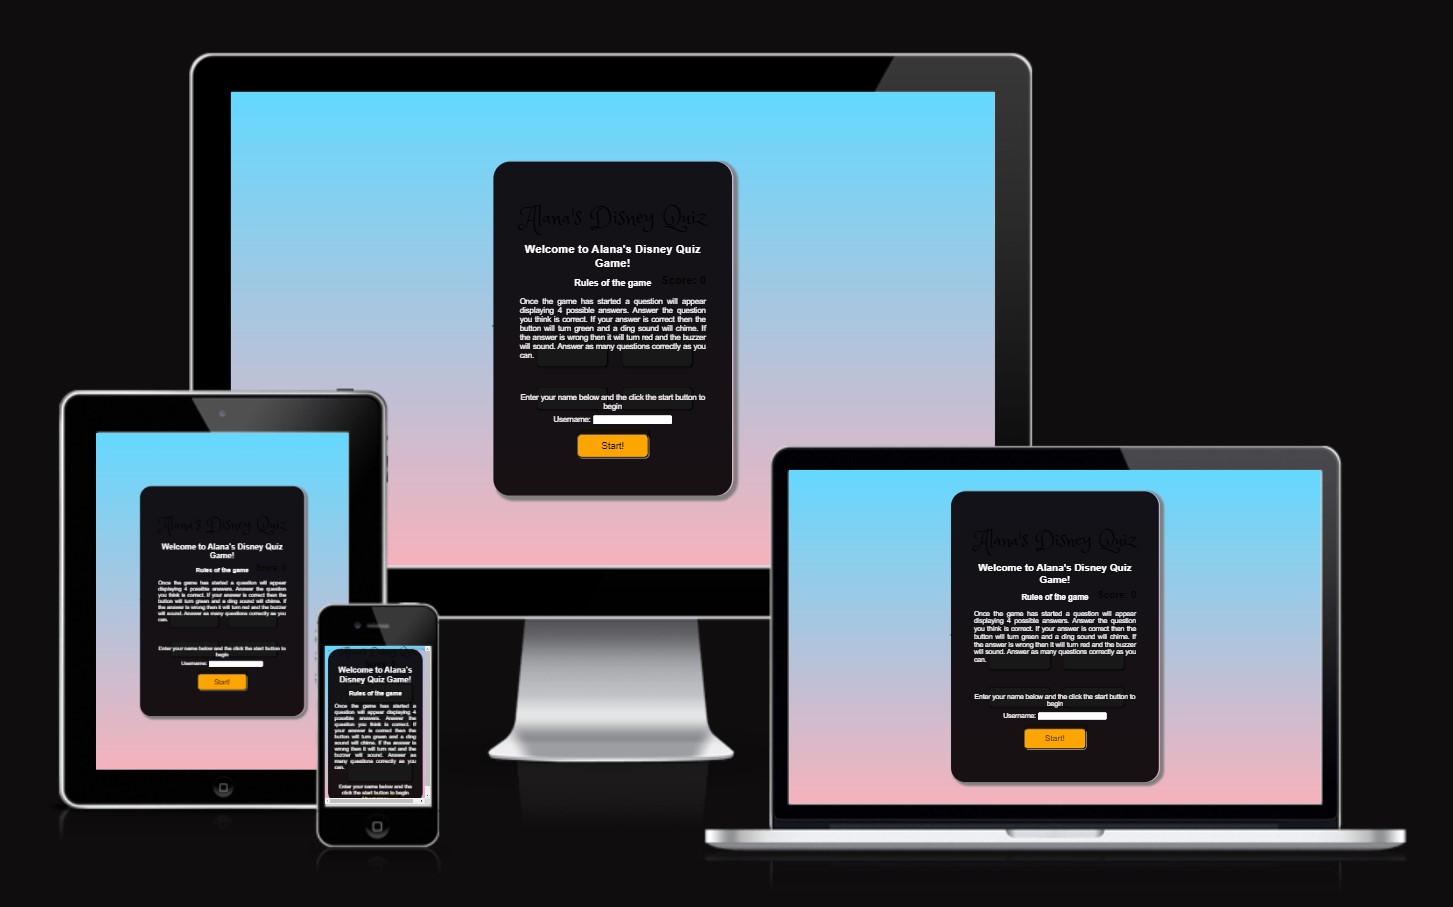 Alana's Disney Quiz
Welcome to Alana's Disney Quiz
Game!
Rules of the game
Score: 0
Once the game has started a question will appear
displaying 4 possible answers. Answer the question
you think is correct. If your answer is correct then the
button will turn green and a ding sound will chime. If
the answer is wrong then it will turn red and the buzzer
will sound. Answer as many questions correctly as you
can.
Enter your name below and the click the start button to
begin
Username:
Start!
Alana's Disney Quiz
Welcome to Alana's Disney Quiz
Game!
Rules of the game
Score: 0
Once the game has started a question will appear
displaying 4 possible answers. Answer the question
you think is correct. If your answer is correct then the
button will turn green and a ding sound will chime. If
the answer is wrong then it will turn red and the buzzer
will sound. Answer as many questions correctly as you
can.
Enter your name below and the click the start button to
begin
Username:
Start!
Welcome to Alana's
Disney Quiz Game!
Rules of the game
Once the game has started a
question will appear displaying 4
possible answers. Answer the
question you think is correct. If
your answer is correct then the
button will turn green and a ding
sound will chime. If the answer is
wrong then it will turn red and the
buzzer will sound. Answer as
many questions correctly as you
can.
Enter your name below and the
click the start button to begin
Alana's Disney Quiz
Welcome to Alana's Disney Quiz
Game!
Rules of the game
Score: 0
Once the game has started a question will appear
displaying 4 possible answers. Answer the question
you think is correct. If your answer is correct then the
button will turn green and a ding sound will chime. If
the answer is wrong then it will turn red and the buzzer
will sound. Answer as many questions correctly as you
can.
Enter your name below and the click the start button to
begin
Username:
Start!